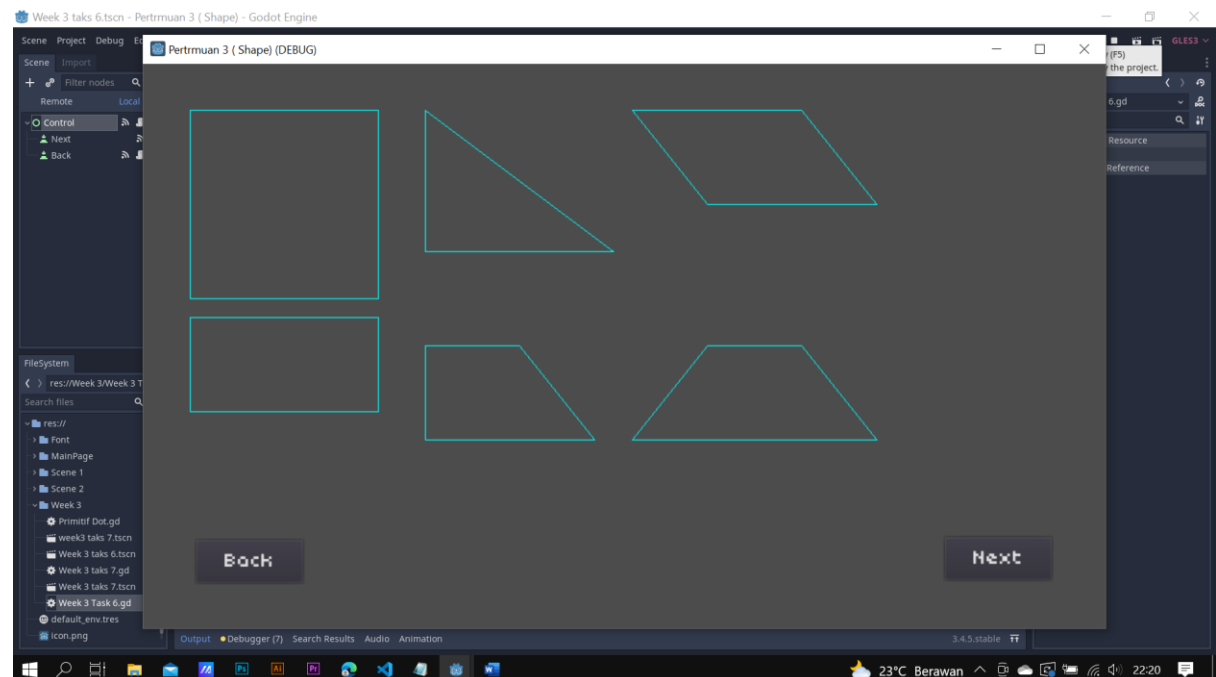 Week 3 taks 6.tscn - Pertrmuan 3 ( Shape) - Godot Engine
Scene Project Debug
Pertrmuan 3 ( Shape) (DEBUG)
GLES3
(F5)
the project.
Scene Import
Filter nodes
Remote Local
6.gd
Control
Next
Back
Resource
Reference
FileSystem
res://Week 3/Week 3 T
Search files
res://
Font
MainPage
Scene 1
Scene 2
Week 3
Primitif Dot.gd
week3 taks 7.tscn
Week 3 taks 6.tscn
Week 3 taks 7.gd
Week 3 taks 7.tscn
Week 3 Task 6.gd
default_env.tres
icon.png
Back
Next
Output Debugger (7) Search Results Audio Animation
3.4.5.stable
Ps Ai Pr W
23°C Berawan
22:20